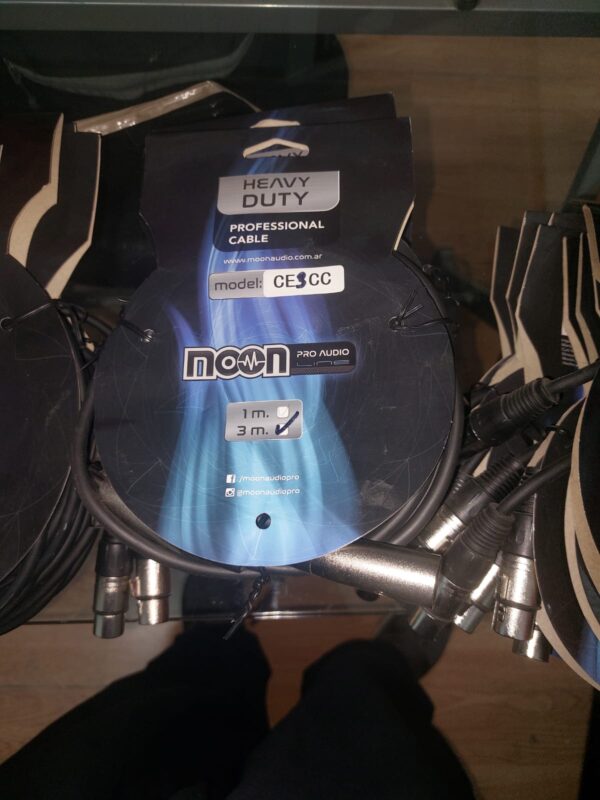 HEAVY
DUTY
PROFESSIONAL
CABLE
www.moonaudio.com.ar
model: CE3CC
moon PRO AUDIO
LINE
1 m.
3 m.
/moonaudiopro
@moonaudiopro